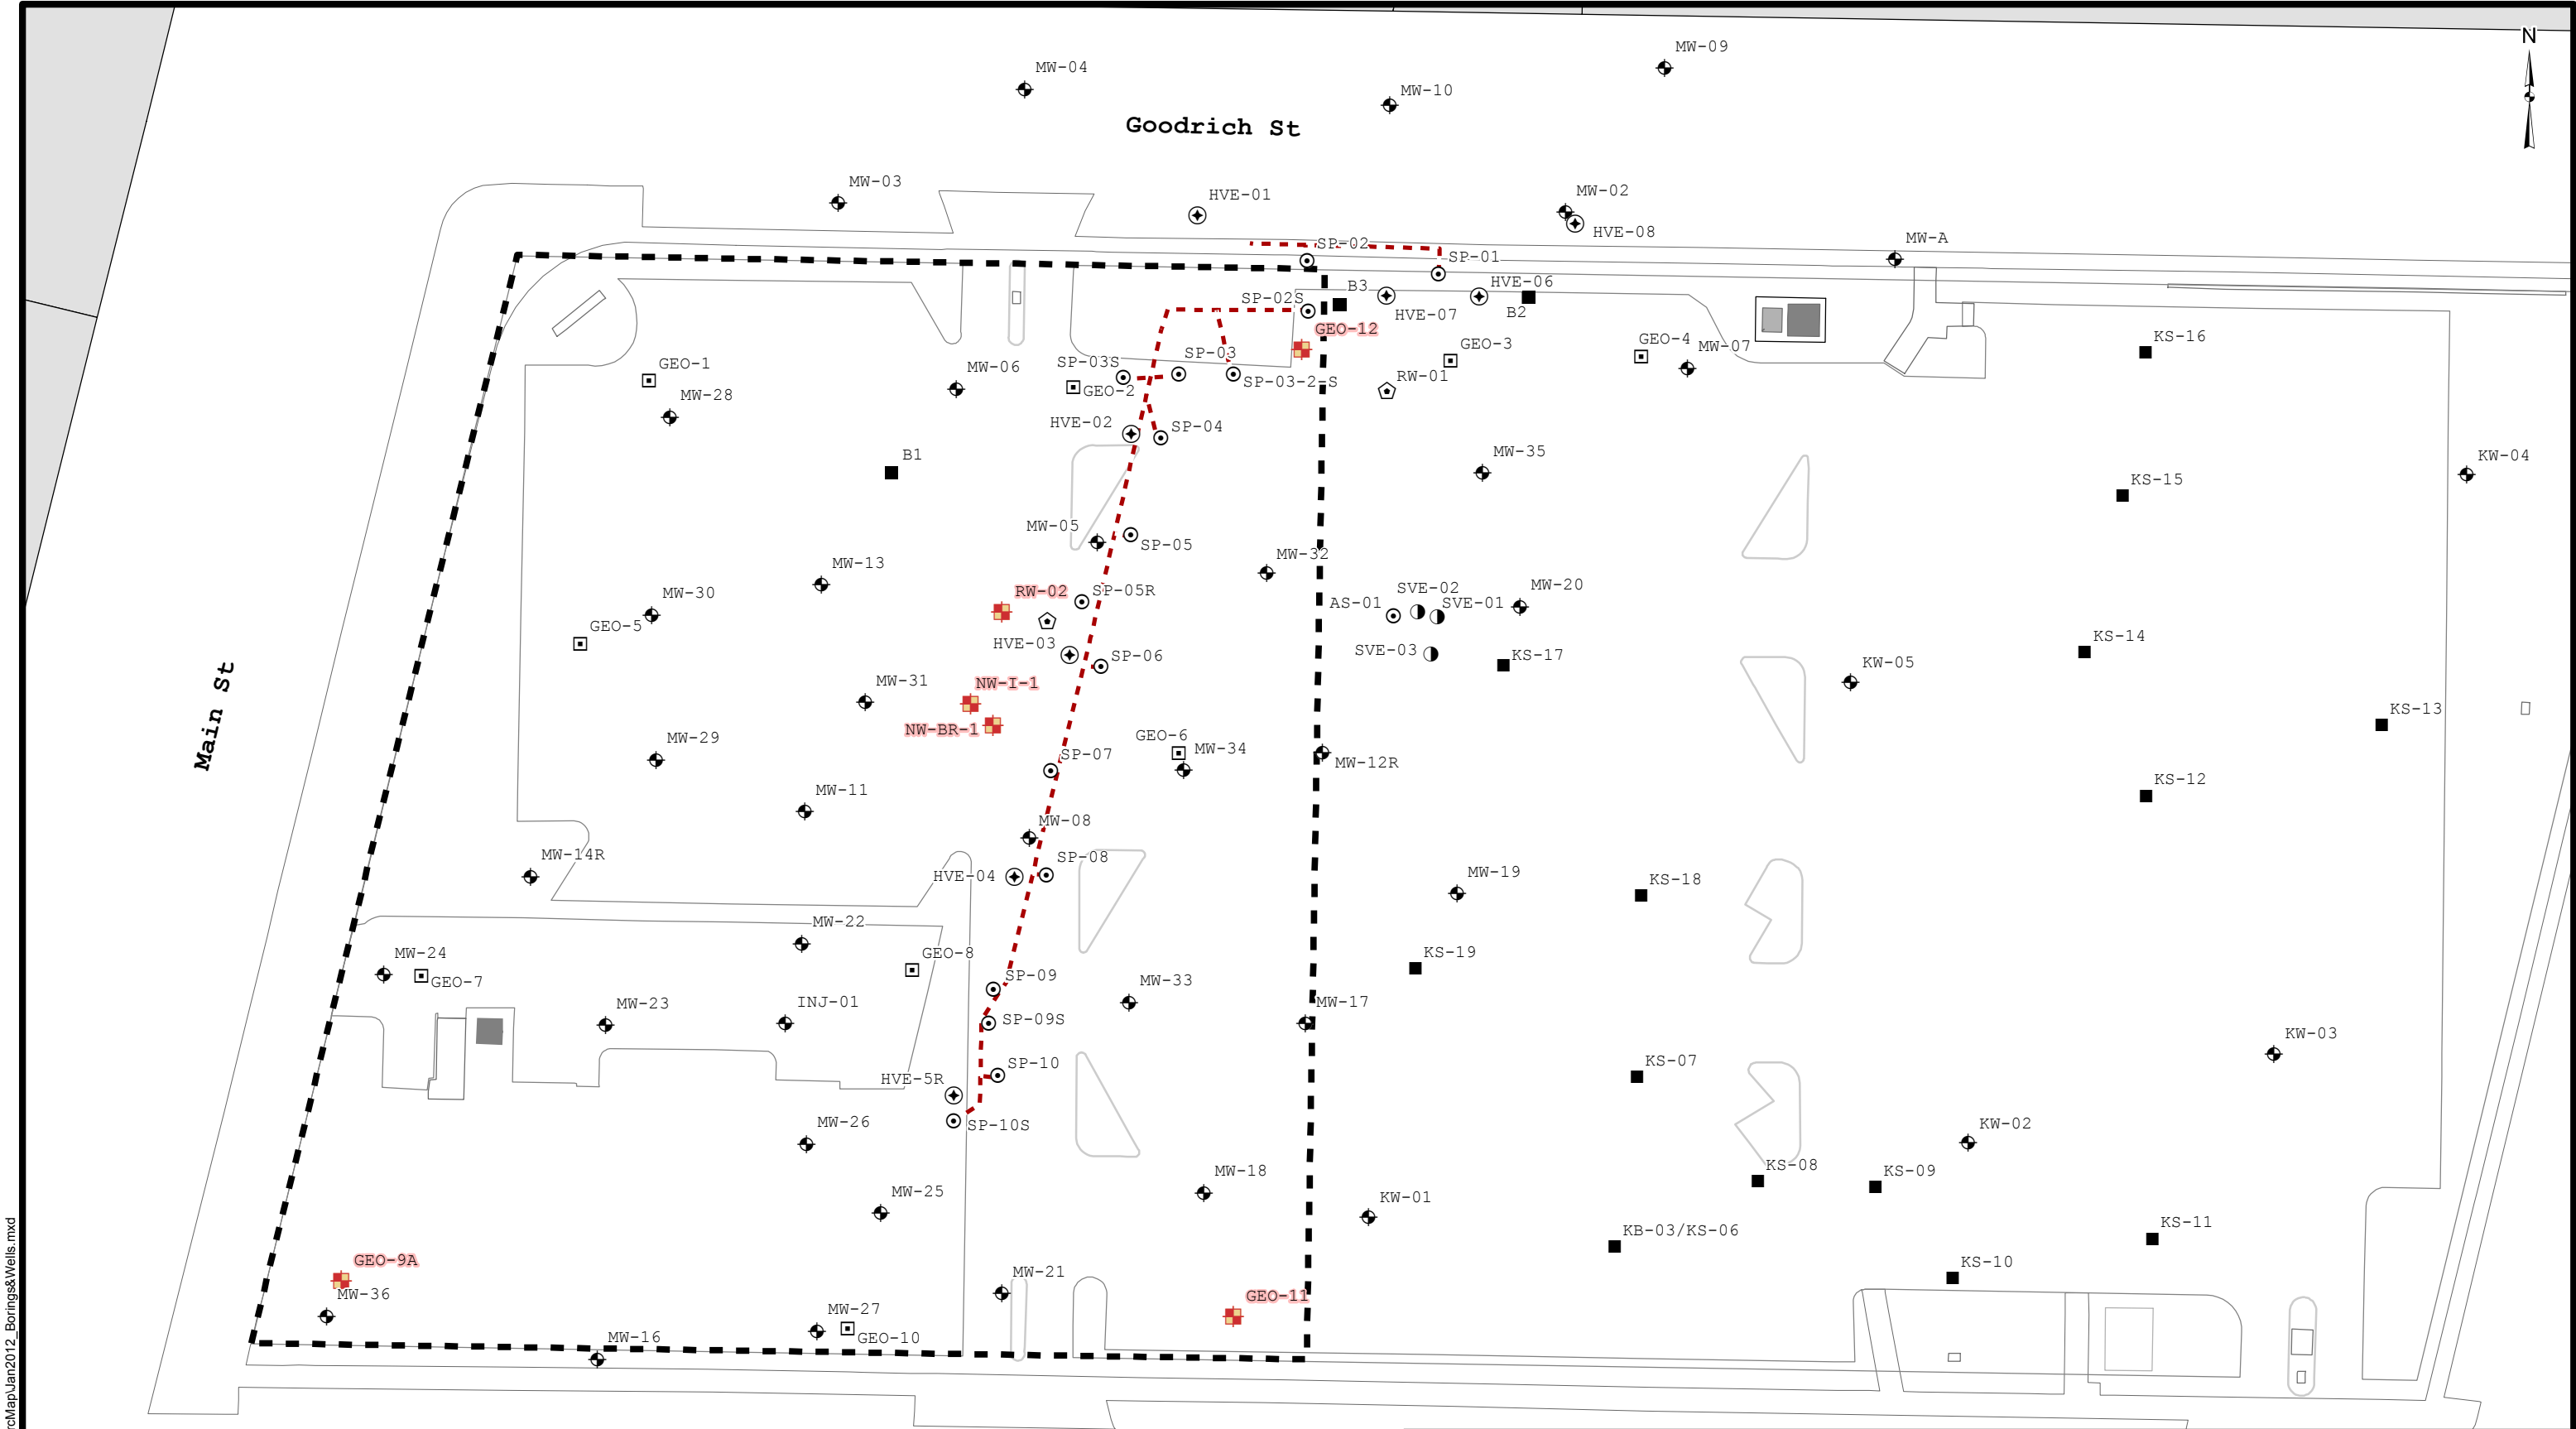 N
MW-09
MW-04
MW-10
Goodrich St
MW-03
HVE-01
MW-02
HVE-08
MW-A
SP-02
SP-01
B3
HVE-06
SP-02S
HVE-07
B2
GEO-12
GEO-3
GEO-4
MW-07
KS-16
SP-03
SP-03S
GEO-1
MW-06
GEO-2
SP-03-2-S
RW-01
MW-28
HVE-02
SP-04
B1
MW-35
KW-04
KS-15
MW-05
SP-05
MW-32
MW-13
MW-30
RW-02
SP-05R
SVE-02
MW-20
AS-01
SVE-01
GEO-5
HVE-03
SP-06
SVE-03
KS-17
KS-14
KW-05
Main St
MW-31
NW-I-1
NW-BR-1
KS-13
MW-29
GEO-6
MW-34
SP-07
MW-12R
KS-12
MW-11
MW-08
MW-14R
SP-08
HVE-04
MW-19
KS-18
MW-22
MW-24
GEO-8
KS-19
GEO-7
SP-09
MW-33
MW-23
INJ-01
MW-17
SP-09S
KW-03
SP-10
KS-07
HVE-5R
MW-26
SP-10S
KW-02
MW-18
KS-08
KS-09
MW-25
KW-01
KB-03/KS-06
KS-11
GEO-9A
KS-10
MW-21
MW-36
GEO-11
MW-27
MW-16
GEO-10
rcMap\Jan2012_Borings&Wells.mxd